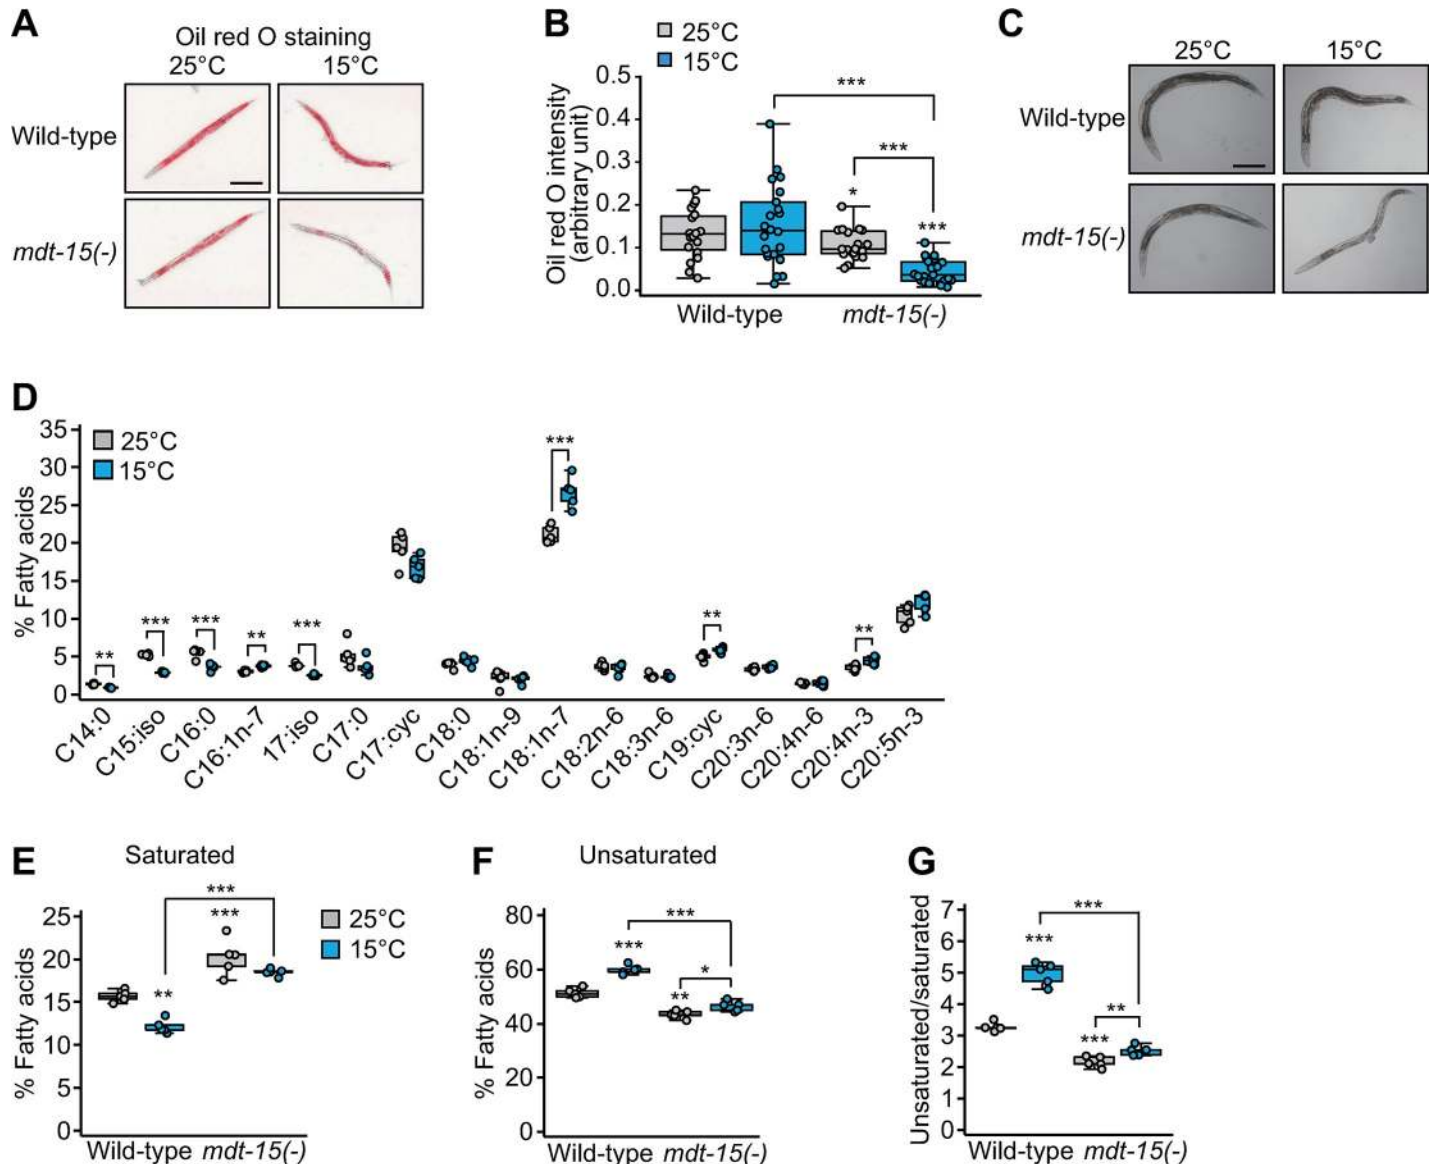 A
Oil red O staining
25°C 15°C
Wild-type
mdt-15(-)
B
25°C
15°C
Oil red O intensity
(arbitrary unit)
0.5
0.4
0.3
0.2
0.1
0.0
***
***
*
***
Wild-type mdt-15(-)
C
25°C 15°C
Wild-type
mdt-15(-)
D
25°C
15°C
% Fatty acids
35
30
25
20
15
10
5
0
** *** *** ** *** *** ** **
C14:0
C15:iso
C16:0
C16:1n-7
17:iso
C17:0
C17:cyc
C18:0
C18:1n-9
C18:1n-7
C18:2n-6
C18:3n-6
C19:cyc
C20:3n-6
C20:4n-6
C20:4n-3
C20:5n-3
E
Saturated
25°C
15°C
% Fatty acids
25
20
15
10
5
0
***
***
**
Wild-type mdt-15(-)
F
Unsaturated
% Fatty acids
80
60
40
20
0
***
***
*
**
Wild-type mdt-15(-)
G
Unsaturated/saturated
7
6
5
4
3
2
1
0
***
***
**
***
Wild-type mdt-15(-)